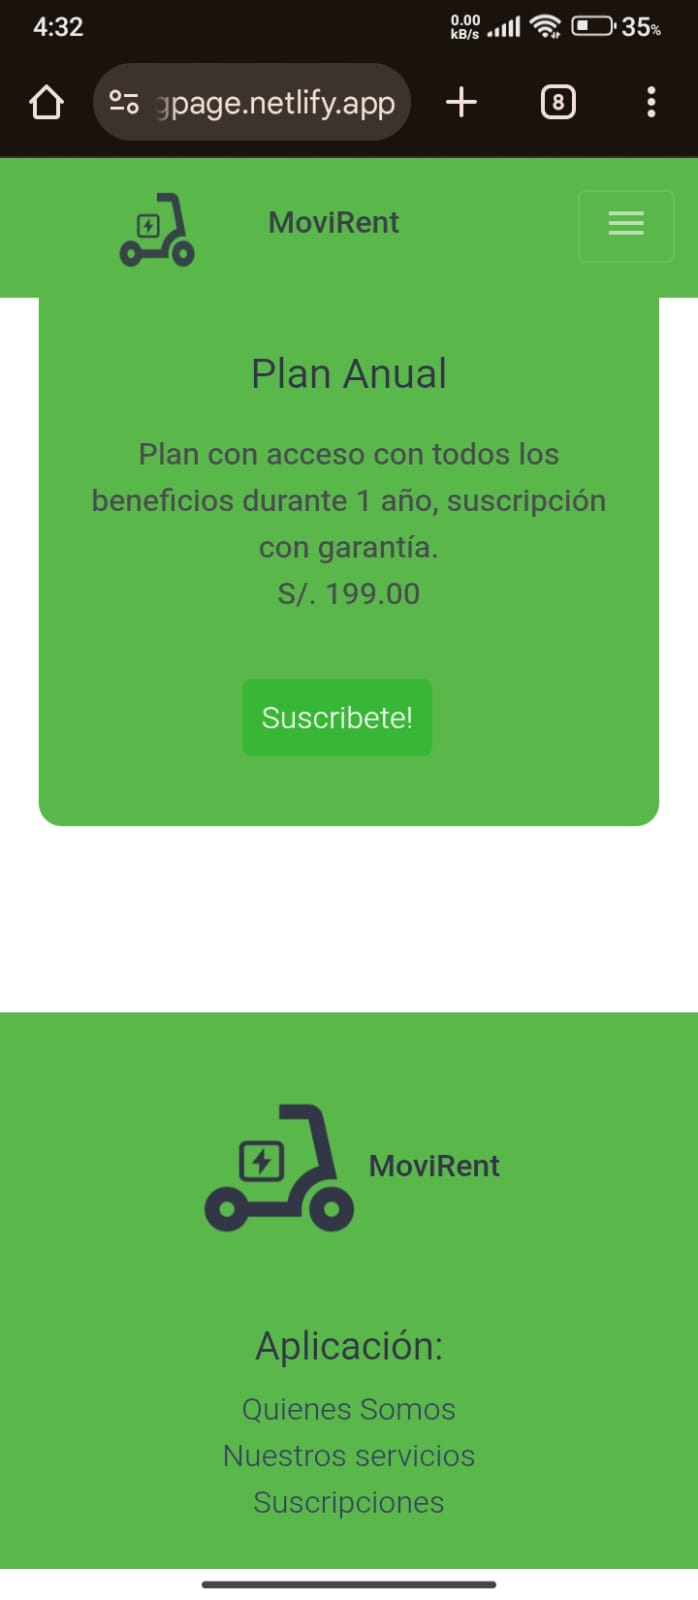 4:32
0.00
kB/s
35%
gpage.netlify.app
8
MoviRent
Plan Anual
Plan con acceso con todos los
beneficios durante 1 año, suscripción
con garantía.
S/. 199.00
Suscribete!
MoviRent
Aplicación:
Quienes Somos
Nuestros servicios
Suscripciones